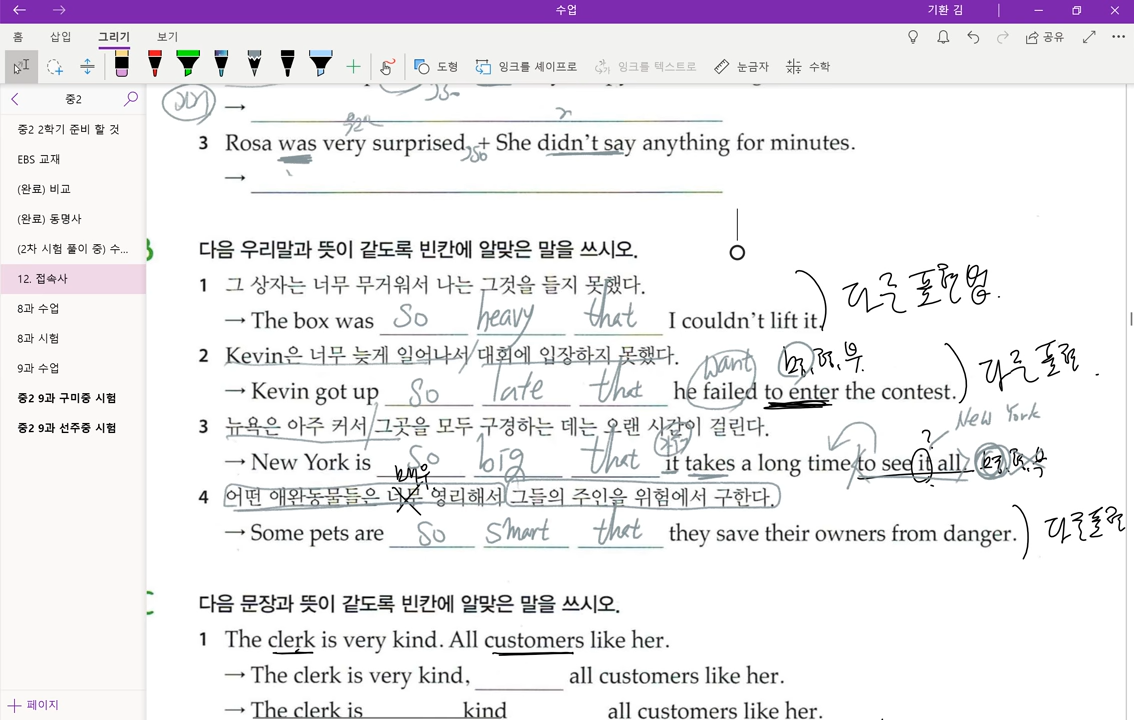 수업
기환 김
홈 삽입 그리기 보기
도형 잉크를 셰이프로 잉크를 텍스트로 눈금자 수학
공유
중2
중2 2학기 준비 할 것
EBS 교재
(완료) 비교
(완료) 동명사
(2차 시험 풀이 중) 수...
12. 접속사
8과 수업
8과 시험
9과 수업
중2 9과 구미중 시험
중2 9과 선주중 시험
페이지
→
3 Rosa was very surprised. + She didn't say anything for minutes.
so
→
다음 우리말과 뜻이 같도록 빈칸에 알맞은 말을 쓰시오.
1 그 상자는 너무 무거워서 나는 그것을 들지 못했다.
→ The box was so heavy that I couldn't lift it.
다른 표현법.
2 Kevin은 너무 늦게 일어나서 대회에 입장하지 못했다.
want 명, 형, 부
→ Kevin got up so late that he failed to enter the contest.
다른 표현.
3 뉴욕은 아주 커서 그곳을 모두 구경하는 데는 오랜 시간이 걸린다.
? New York
→ New York is so big that it takes a long time to see it all. 명, 형, 부
매우
4 어떤 애완동물들은 너무 영리해서 그들의 주인을 위험에서 구한다.
→ Some pets are so smart that they save their owners from danger.
다른표현
C 다음 문장과 뜻이 같도록 빈칸에 알맞은 말을 쓰시오.
1 The clerk is very kind. All customers like her.
→ The clerk is very kind, all customers like her.
→ The clerk is kind all customers like her.